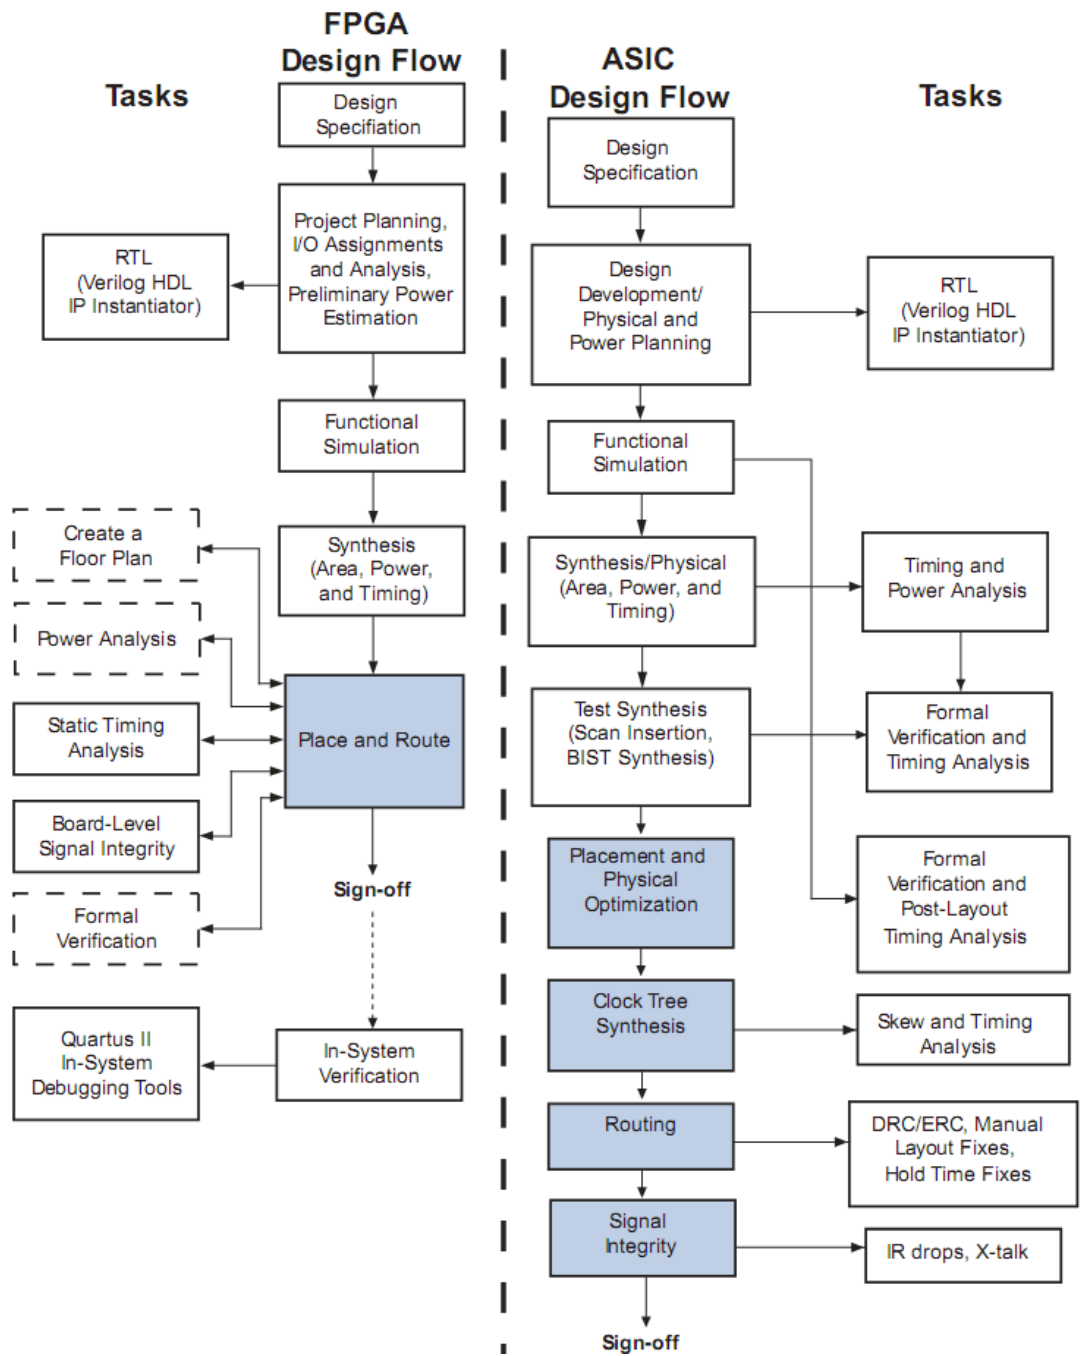 FPGA
Design Flow
Tasks
Design
Specifiation
Project Planning,
I/O Assignments
and Analysis,
Preliminary Power
Estimation
RTL
(Verilog HDL
IP Instantiator)
Functional
Simulation
Synthesis
(Area, Power,
and Timing)
Create a
Floor Plan
Power Analysis
Static Timing
Analysis
Place and Route
Board-Level
Signal Integrity
Formal
Verification
Sign-off
Quartus II
In-System
Debugging Tools
In-System
Verification
ASIC
Design Flow
Tasks
Design
Specification
Design
Development/
Physical and
Power Planning
RTL
(Verilog HDL
IP Instantiator)
Functional
Simulation
Synthesis/Physical
(Area, Power, and
Timing)
Timing and
Power Analysis
Test Synthesis
(Scan Insertion,
BIST Synthesis)
Formal
Verification and
Timing Analysis
Placement and
Physical
Optimization
Formal
Verification and
Post-Layout
Timing Analysis
Clock Tree
Synthesis
Skew and Timing
Analysis
Routing
DRC/ERC, Manual
Layout Fixes,
Hold Time Fixes
Signal
Integrity
IR drops, X-talk
Sign-off